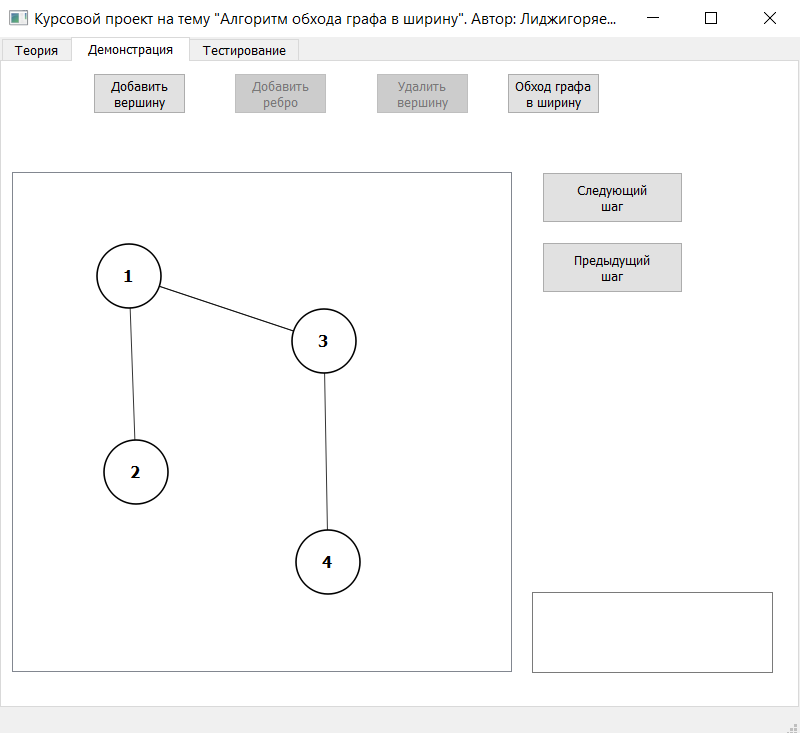 Курсовой проект на тему "Алгоритм обхода графа в ширину". Автор: Лиджигоряе...
Теория
Демонстрация
Тестирование
Добавить
вершину
Добавить
ребро
Удалить
вершину
Обход графа
в ширину
Следующий
шаг
Предыдущий
шаг
1
3
2
4